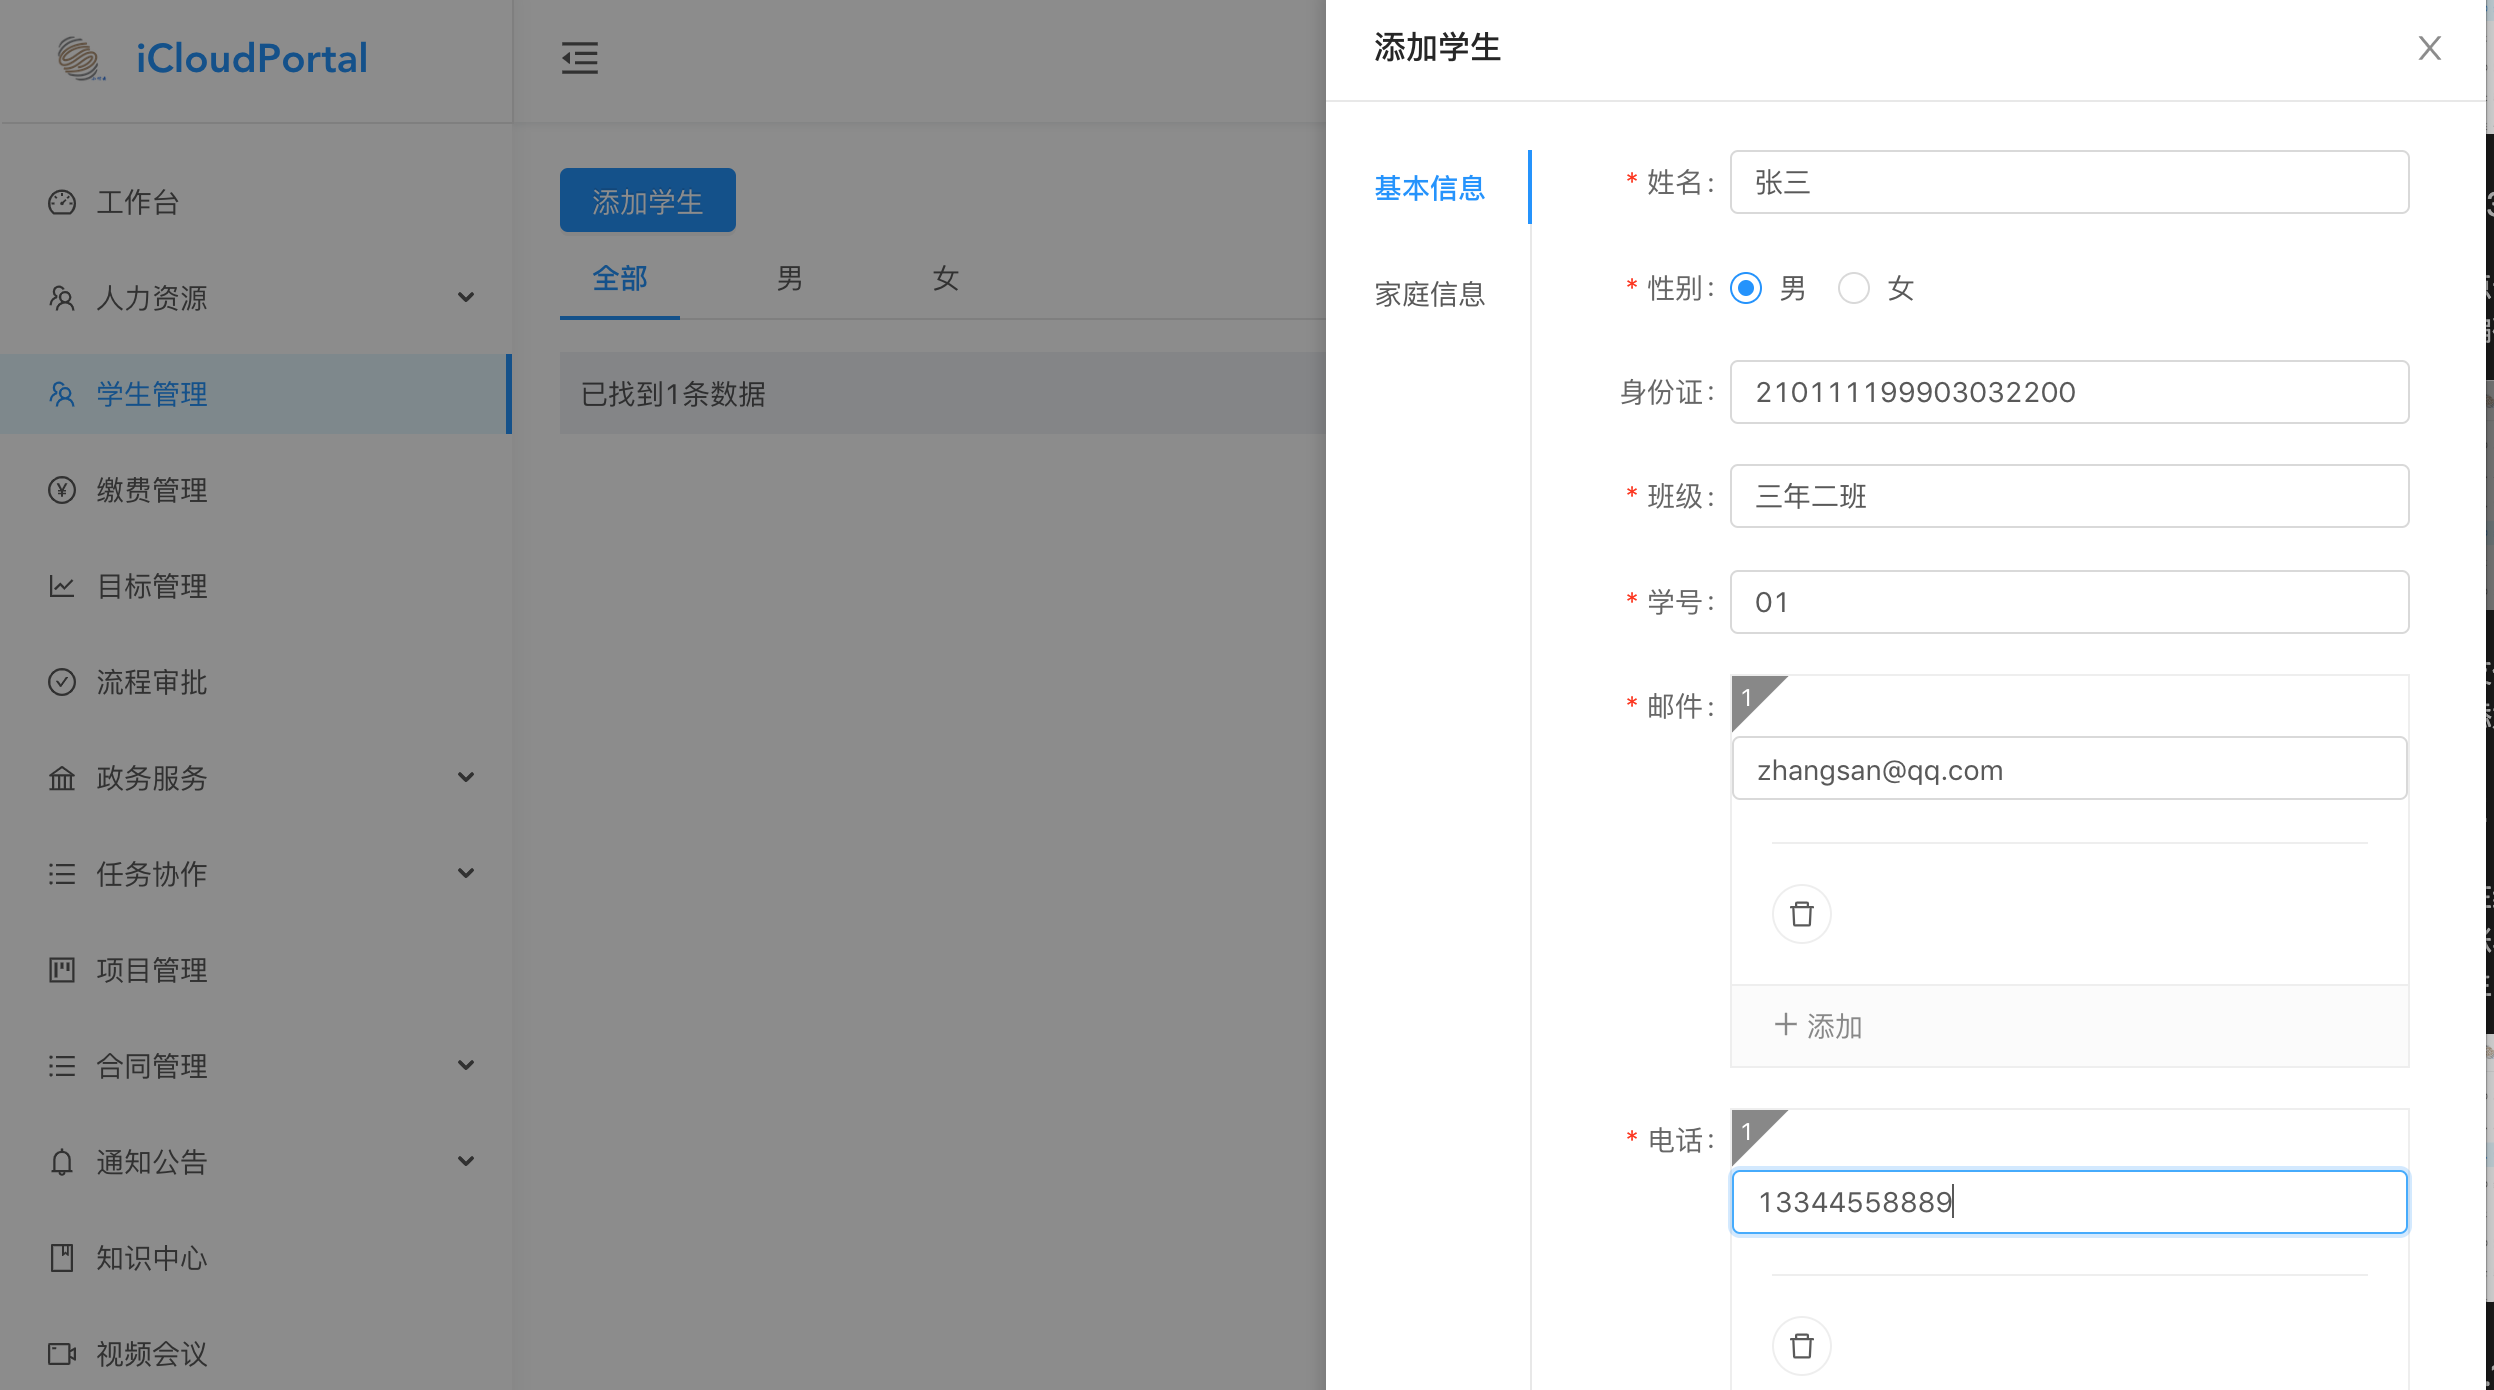 iCloudPortal
工作台
人力资源
学生管理
缴费管理
目标管理
流程审批
政务服务
任务协作
项目管理
合同管理
通知公告
知识中心
视频会议
添加学生
全部 男 女
已找到1条数据
添加学生
基本信息
家庭信息
* 姓名: 张三
* 性别: 男 女
身份证: 210111199903032200
* 班级: 三年二班
* 学号: 01
* 邮件: 1
zhangsan@qq.com
+ 添加
* 电话: 1
13344558889